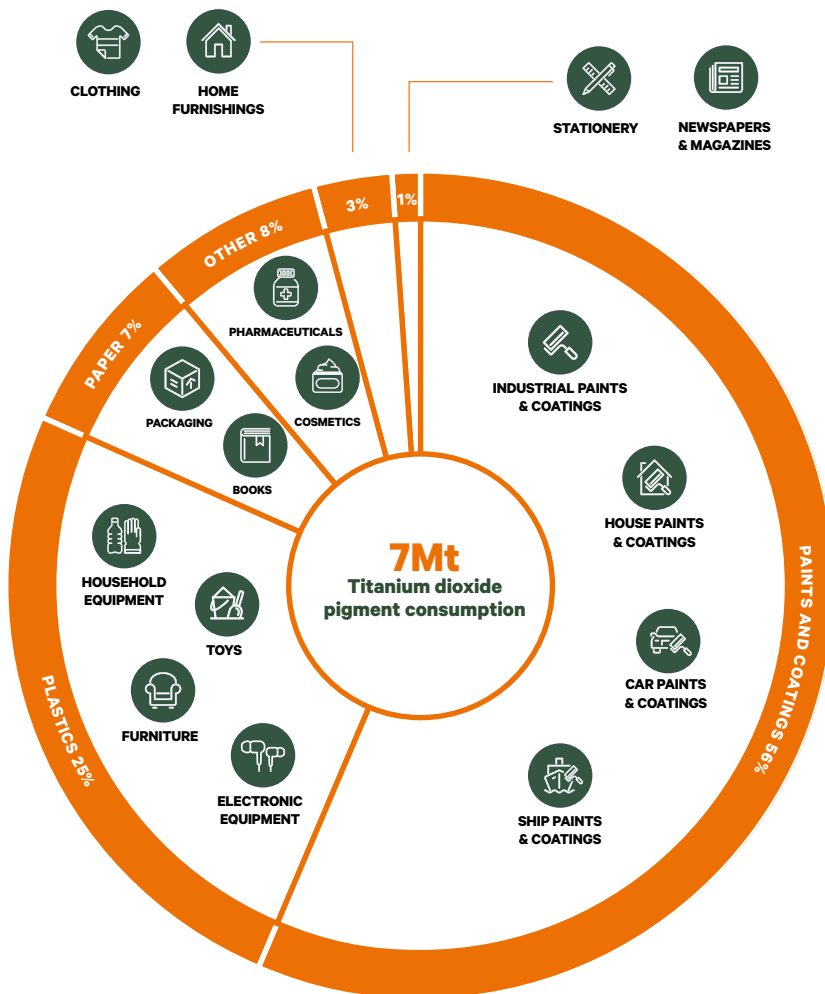 CLOTHING
HOME
FURNISHINGS
STATIONERY
NEWSPAPERS
& MAGAZINES
3%
1%
OTHER 8%
PHARMACEUTICALS
COSMETICS
PAPER 7%
PACKAGING
BOOKS
INDUSTRIAL PAINTS
& COATINGS
HOUSE PAINTS
& COATINGS
CAR PAINTS
& COATINGS
SHIP PAINTS
& COATINGS
PAINTS AND COATINGS 56%
7Mt
Titanium dioxide
pigment consumption
HOUSEHOLD
EQUIPMENT
TOYS
FURNITURE
ELECTRONIC
EQUIPMENT
PLASTICS 25%